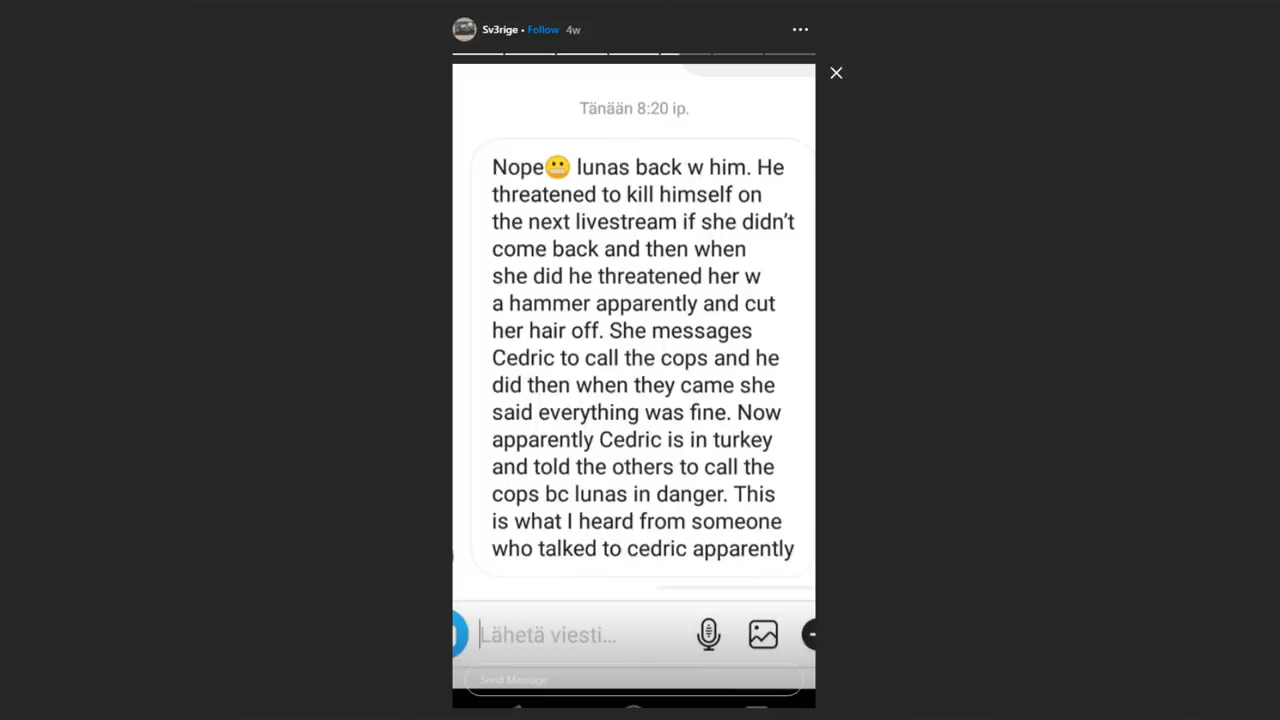 Sv3rige • Follow 4w
Tänään 8:20 ip.
Nope😬 lunas back w him. He
threatened to kill himself on
the next livestream if she didn't
come back and then when
she did he threatened her w
a hammer apparently and cut
her hair off. She messages
Cedric to call the cops and he
did then when they came she
said everything was fine. Now
apparently Cedric is in turkey
and told the others to call the
cops bc lunas in danger. This
is what I heard from someone
who talked to cedric apparently
Lähetä viesti...
Send Message